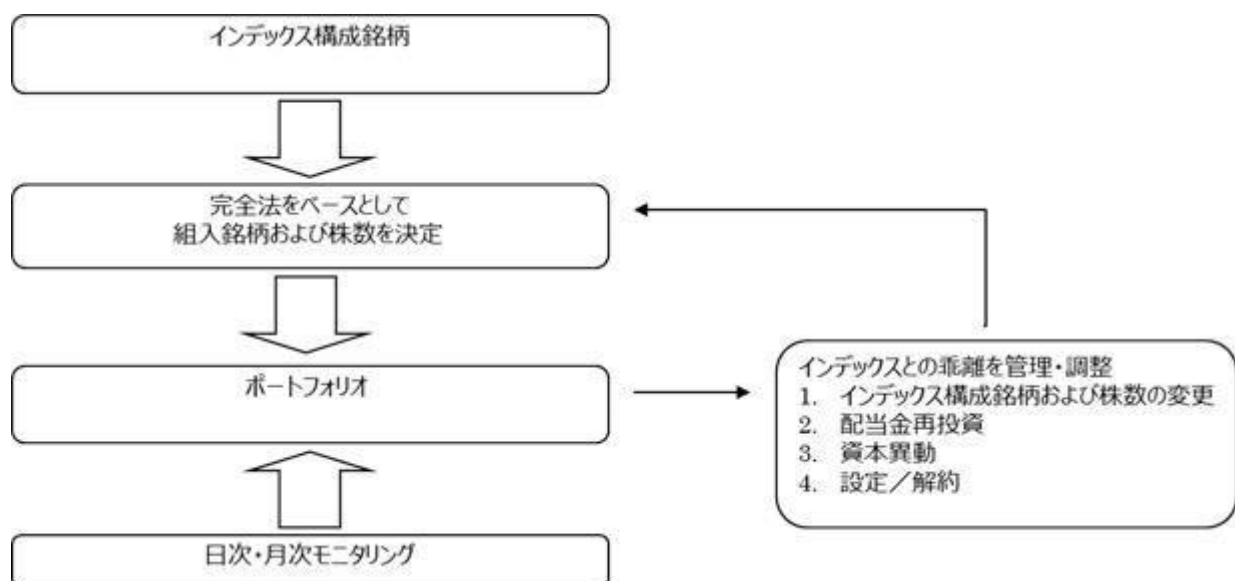 インデックス構成銘柄
完全法をベースとして
組入銘柄および株数を決定
ポートフォリオ
インデックスとの乖離を管理・調整
1. インデックス構成銘柄および株数の変更
2. 配当金再投資
3. 資本異動
4. 設定／解約
日次・月次モニタリング